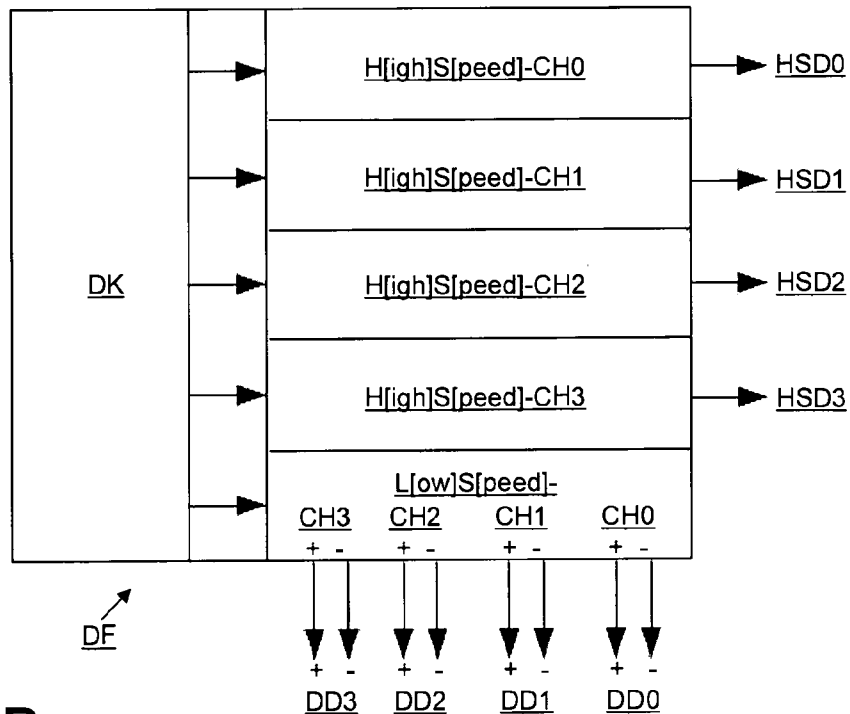 H[igh]S[peed]-CH0
HSD0
H[igh]S[peed]-CH1
HSD1
DK
H[igh]S[peed]-CH2
HSD2
H[igh]S[peed]-CH3
HSD3
L[ow]S[peed]-
CH3 CH2 CH1 CH0
+ - + - + - + -
DF
+ - + - + - + -
DD3 DD2 DD1 DD0